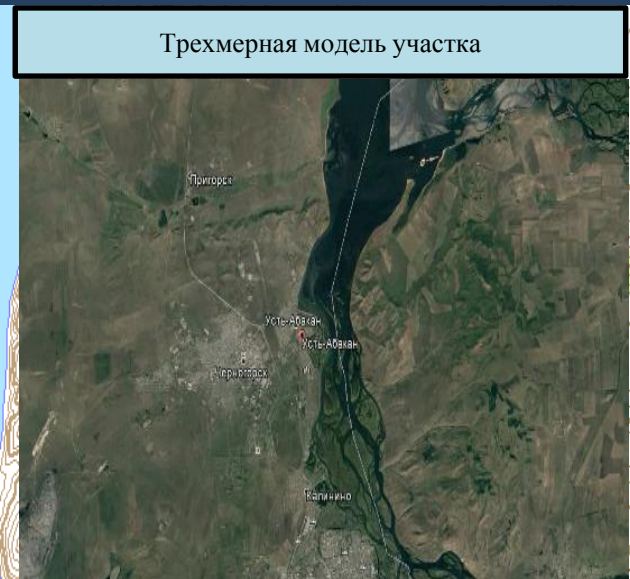 Трехмерная модель участка
Пригорск
Усть-Абакан
Усть-Абакан
Черногорск
Калинино